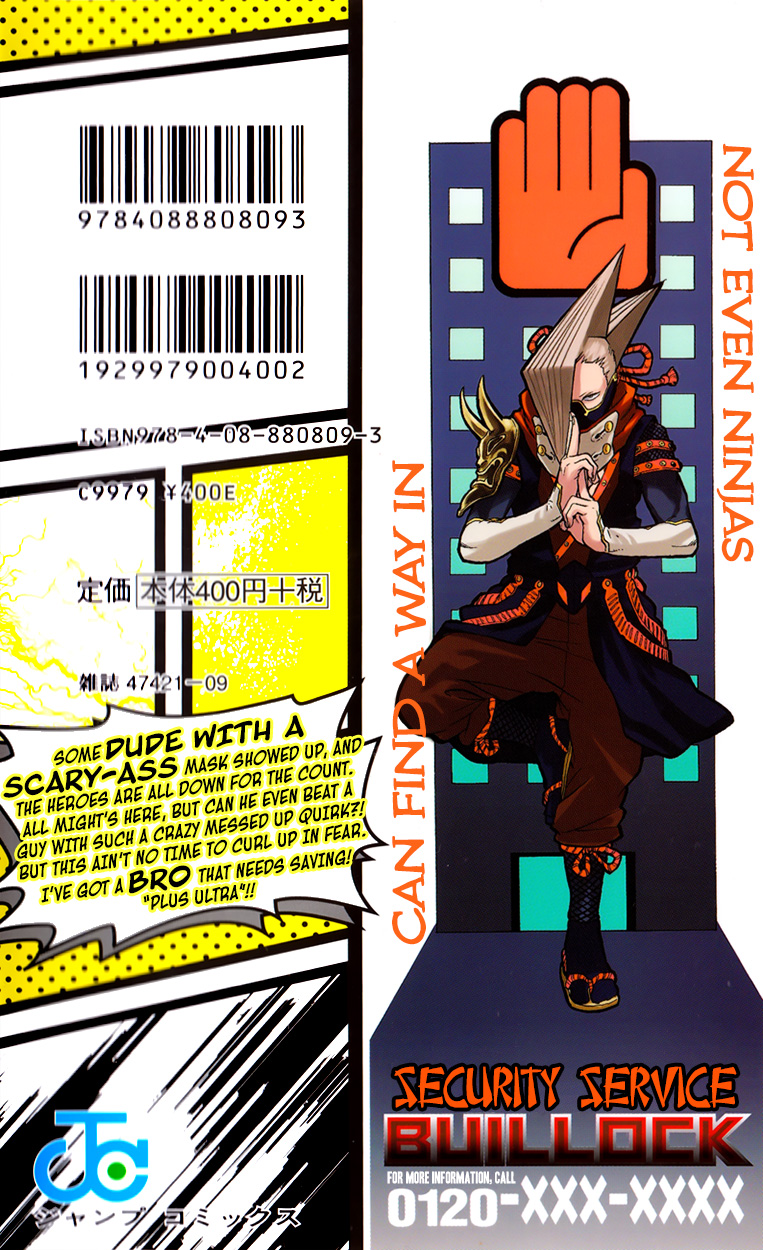 9784088808093
1929979004002
ISBN978-4-08-880809-3
C9979 ¥400E
定価 本体400円+税
雑誌 47421-09
SOME DUDE WITH A
SCARY-ASS MASK SHOWED UP, AND
THE HEROES ARE ALL DOWN FOR THE COUNT.
ALL MIGHT'S HERE, BUT CAN HE EVEN BEAT A
GUY WITH SUCH A CRAZY MESSED UP QUIRKZ!
BUT THIS AIN'T NO TIME TO CURL UP IN FEAR.
I'VE GOT A BRO THAT NEEDS SAVING!
"PLUS ULTRA"!!
JC
ジャンプ コミックス
NOT EVEN NINJAS
CAN FIND A WAY IN
SECURITY SERVICE
BUILLOCK
FOR MORE INFORMATION, CALL
0120-XXX-XXXX